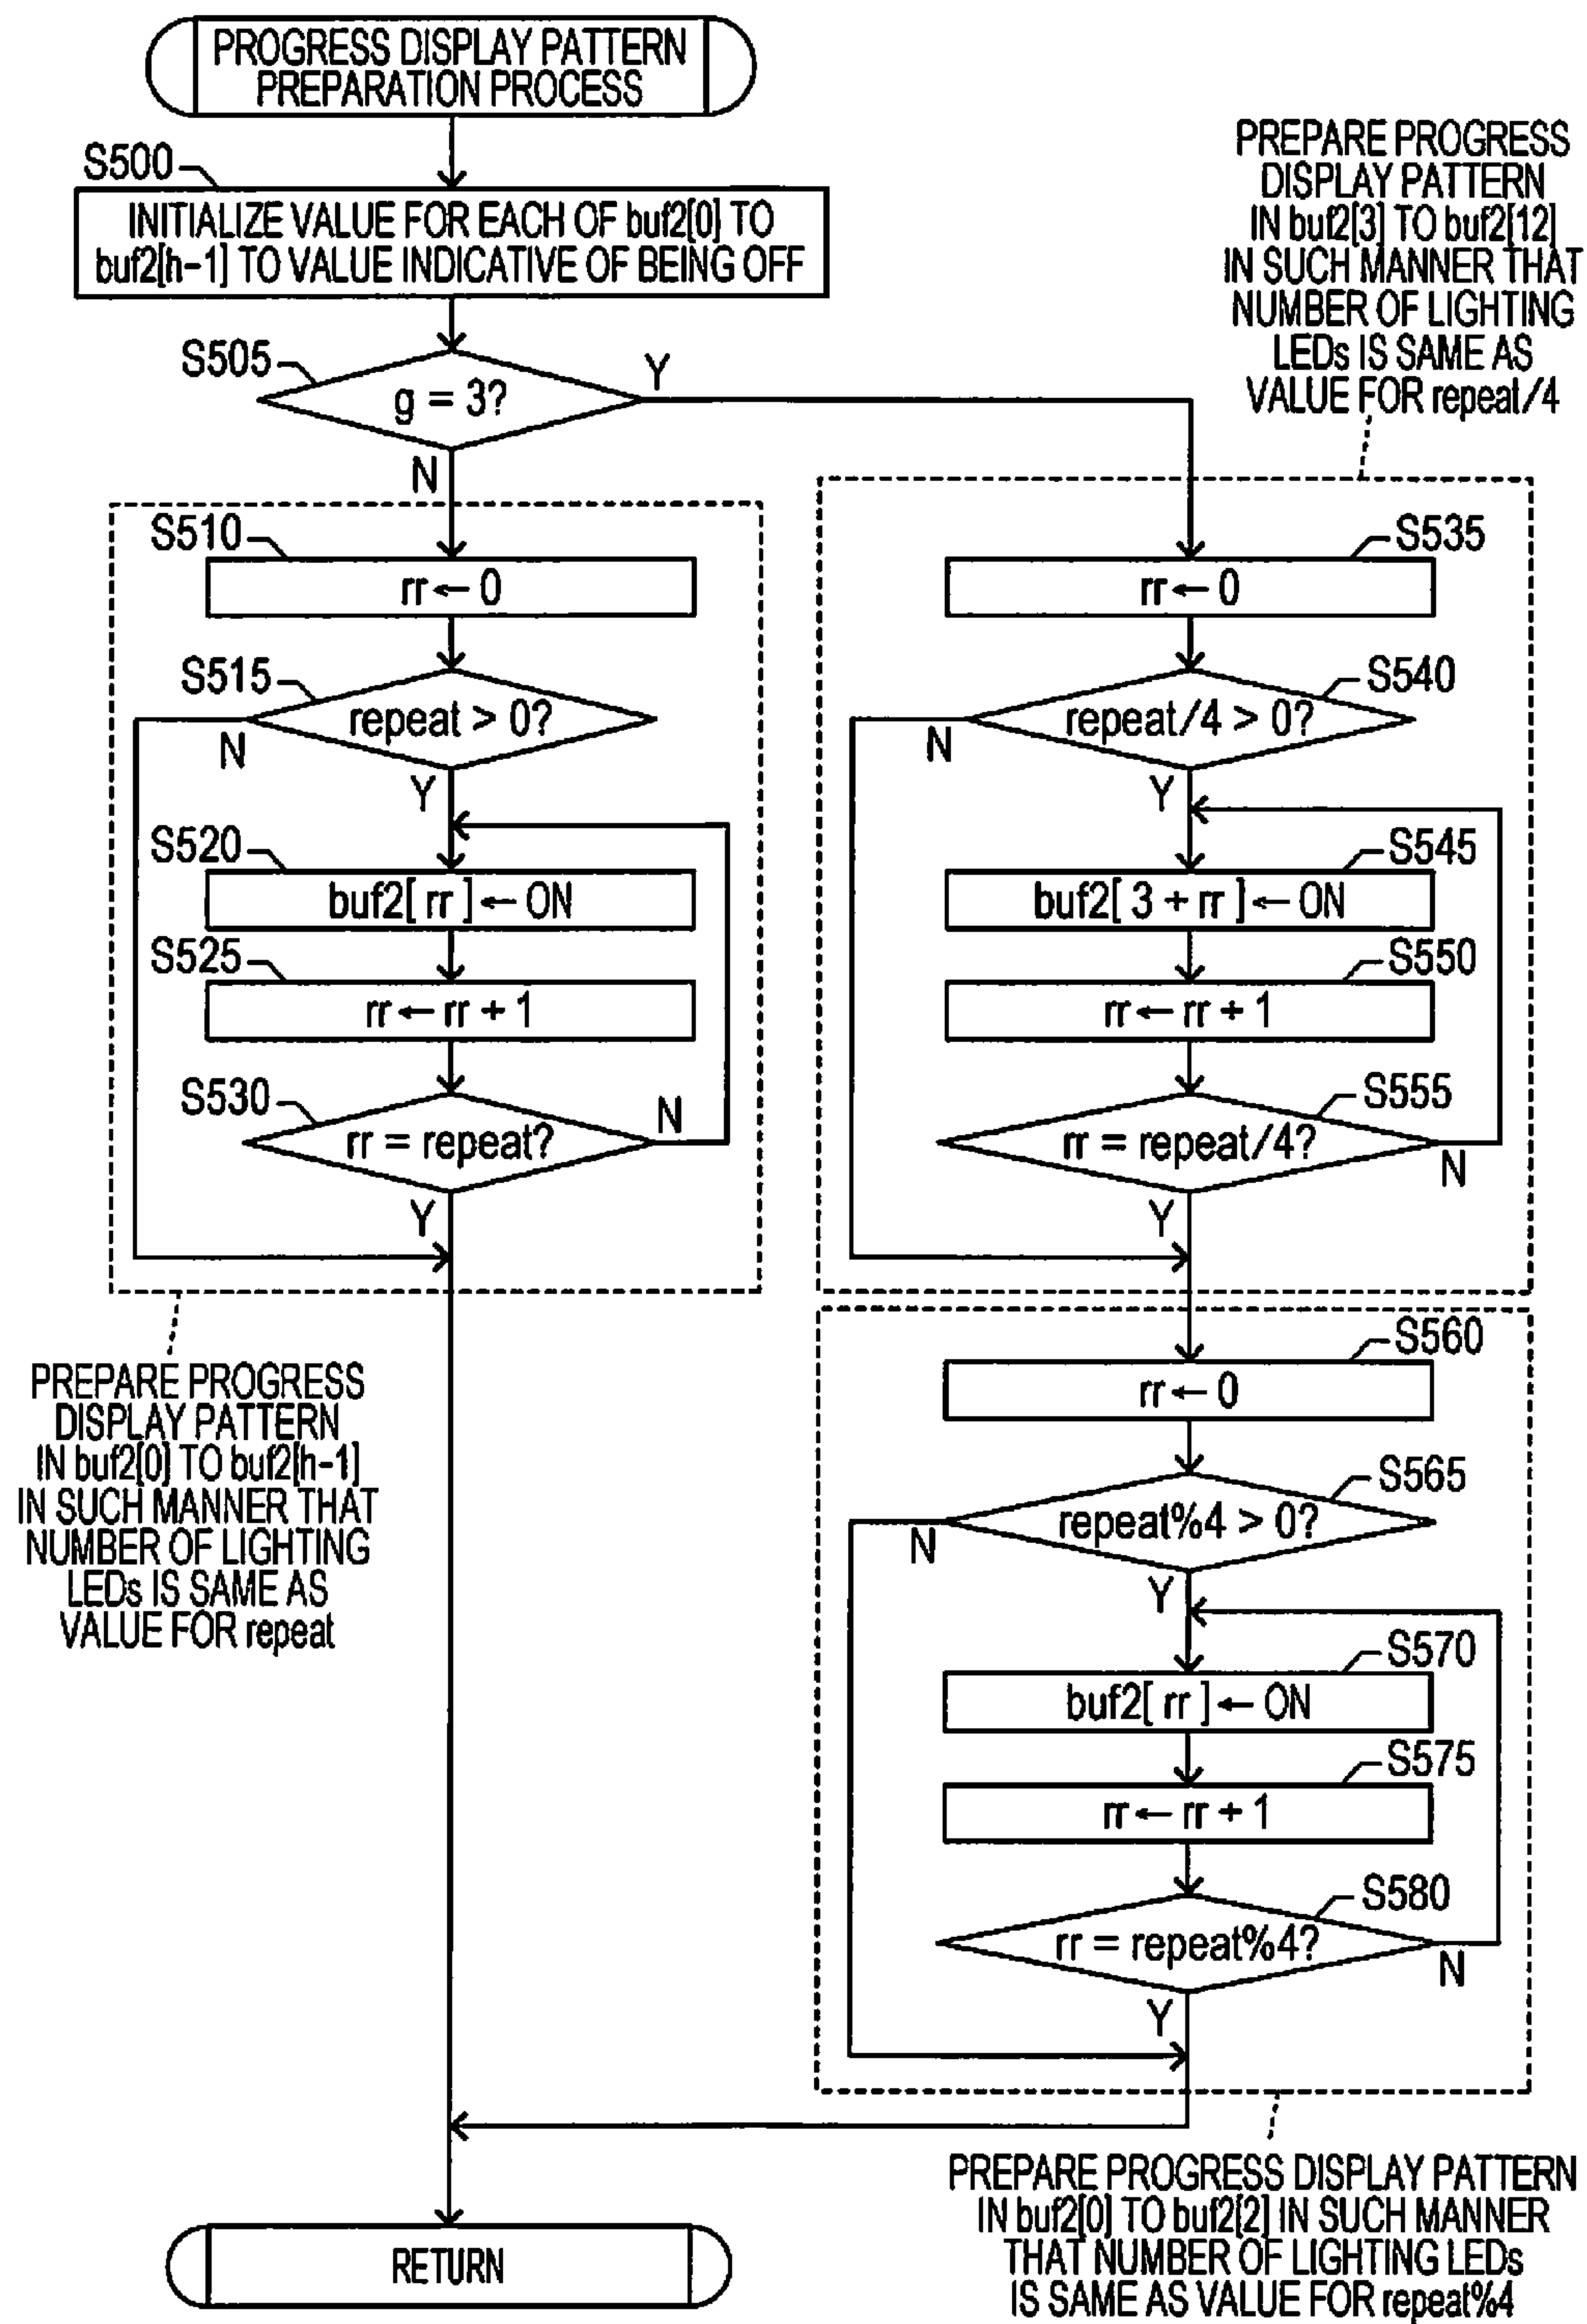 PROGRESS DISPLAY PATTERN
PREPARATION PROCESS
S500
INITIALIZE VALUE FOR EACH OF buf2[0] TO
buf2[h-1] TO VALUE INDICATIVE OF BEING OFF
S505
g = 3?
Y
N
PREPARE PROGRESS
DISPLAY PATTERN
IN buf2[3] TO buf2[12]
IN SUCH MANNER THAT
NUMBER OF LIGHTING
LEDs IS SAME AS
VALUE FOR repeat/4
S510
rr ← 0
S515
repeat > 0?
N
Y
S520
buf2[ rr ] ← ON
S525
rr ← rr + 1
S530
rr = repeat?
N
Y
PREPARE PROGRESS
DISPLAY PATTERN
IN buf2[0] TO buf2[h-1]
IN SUCH MANNER THAT
NUMBER OF LIGHTING
LEDs IS SAME AS
VALUE FOR repeat
S535
rr ← 0
S540
repeat/4 > 0?
N
Y
S545
buf2[ 3 + rr ] ← ON
S550
rr ← rr + 1
S555
rr = repeat/4?
N
Y
S560
rr ← 0
S565
repeat%4 > 0?
N
Y
S570
buf2[ rr ] ← ON
S575
rr ← rr + 1
S580
rr = repeat%4?
N
Y
PREPARE PROGRESS DISPLAY PATTERN
IN buf2[0] TO buf2[2] IN SUCH MANNER
THAT NUMBER OF LIGHTING LEDs
IS SAME AS VALUE FOR repeat%4
RETURN